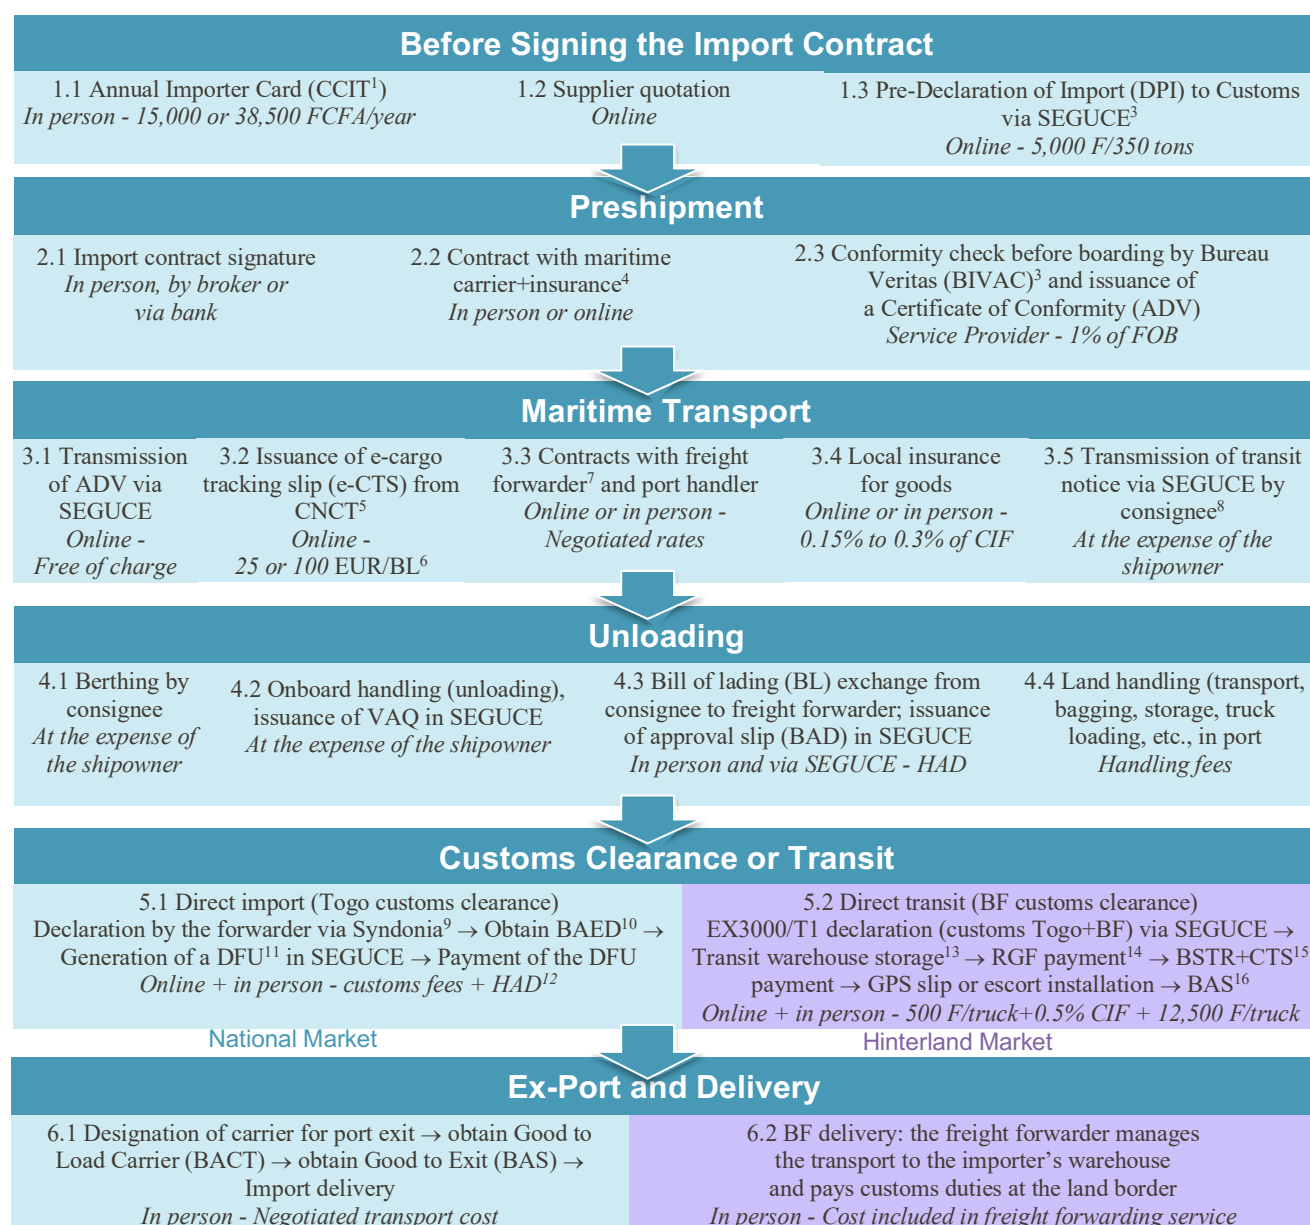 Before Signing the Import Contract
1.1 Annual Importer Card (CCIT1)
In person - 15,000 or 38,500 FCFA/year
1.2 Supplier quotation
Online
1.3 Pre-Declaration of Import (DPI) to Customs
via SEGUCE3
Online - 5,000 F/350 tons
Preshipment
2.1 Import contract signature
In person, by broker or
via bank
2.2 Contract with maritime
carrier+insurance4
In person or online
2.3 Conformity check before boarding by Bureau
Veritas (BIVAC)3 and issuance of
a Certificate of Conformity (ADV)
Service Provider - 1% of FOB
Maritime Transport
3.1 Transmission
of ADV via
SEGUCE
Online -
Free of charge
3.2 Issuance of e-cargo
tracking slip (e-CTS) from
CNCT5
Online -
25 or 100 EUR/BL6
3.3 Contracts with freight
forwarder7 and port handler
Online or in person -
Negotiated rates
3.4 Local insurance
for goods
Online or in person -
0.15% to 0.3% of CIF
3.5 Transmission of transit
notice via SEGUCE by
consignee8
At the expense of the
shipowner
Unloading
4.1 Berthing by
consignee
At the expense of
the shipowner
4.2 Onboard handling (unloading),
issuance of VAQ in SEGUCE
At the expense of the shipowner
4.3 Bill of lading (BL) exchange from
consignee to freight forwarder; issuance
of approval slip (BAD) in SEGUCE
In person and via SEGUCE - HAD
4.4 Land handling (transport,
bagging, storage, truck
loading, etc., in port
Handling fees
Customs Clearance or Transit
5.1 Direct import (Togo customs clearance)
Declaration by the forwarder via Syndonia9 → Obtain BAED10 →
Generation of a DFU11 in SEGUCE → Payment of the DFU
Online + in person - customs fees + HAD12
5.2 Direct transit (BF customs clearance)
EX3000/T1 declaration (customs Togo+BF) via SEGUCE →
Transit warehouse storage13 → RGF payment14 → BSTR+CTS15
payment → GPS slip or escort installation → BAS16
Online + in person - 500 F/truck+0.5% CIF + 12,500 F/truck
National Market
Hinterland Market
Ex-Port and Delivery
6.1 Designation of carrier for port exit → obtain Good to
Load Carrier (BACT) → obtain Good to Exit (BAS) →
Import delivery
In person - Negotiated transport cost
6.2 BF delivery: the freight forwarder manages
the transport to the importer's warehouse
and pays customs duties at the land border
In person - Cost included in freight forwarding service